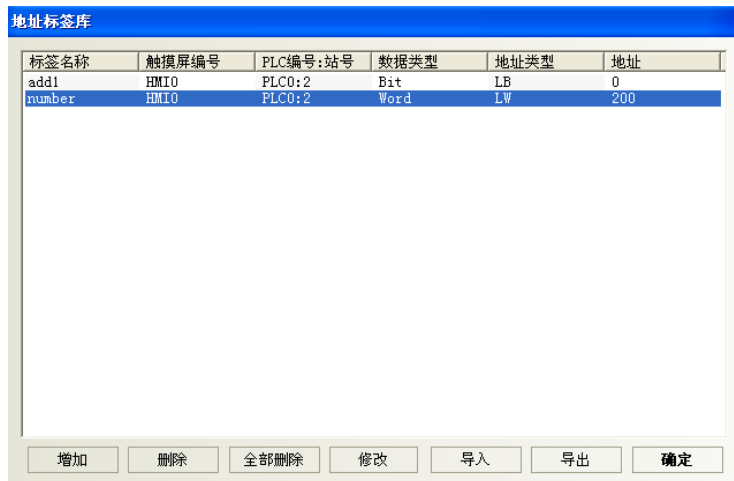 地址标签库
标签名称 触摸屏编号 PLC编号:站号 数据类型 地址类型 地址
add1 HMI0 PLC0:2 Bit LB 0
number HMI0 PLC0:2 Word LW 200
增加 删除 全部删除 修改 导入 导出 确定